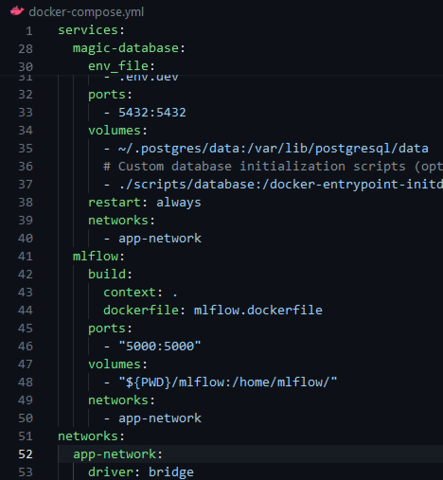 docker-compose.yml
1 services:
28 magic-database:
30 env_file:
31 - .env.dev
32 ports:
33 - 5432:5432
34 volumes:
35 - ~/.postgres/data:/var/lib/postgresql/data
36 # Custom database initialization scripts (opt
37 - ./scripts/database:/docker-entrypoint-initd
38 restart: always
39 networks:
40 - app-network
41 mlflow:
42 build:
43 context: .
44 dockerfile: mlflow.dockerfile
45 ports:
46 - "5000:5000"
47 volumes:
48 - "${PWD}/mlflow:/home/mlflow/"
49 networks:
50 - app-network
51 networks:
52 app-network:
53 driver: bridge